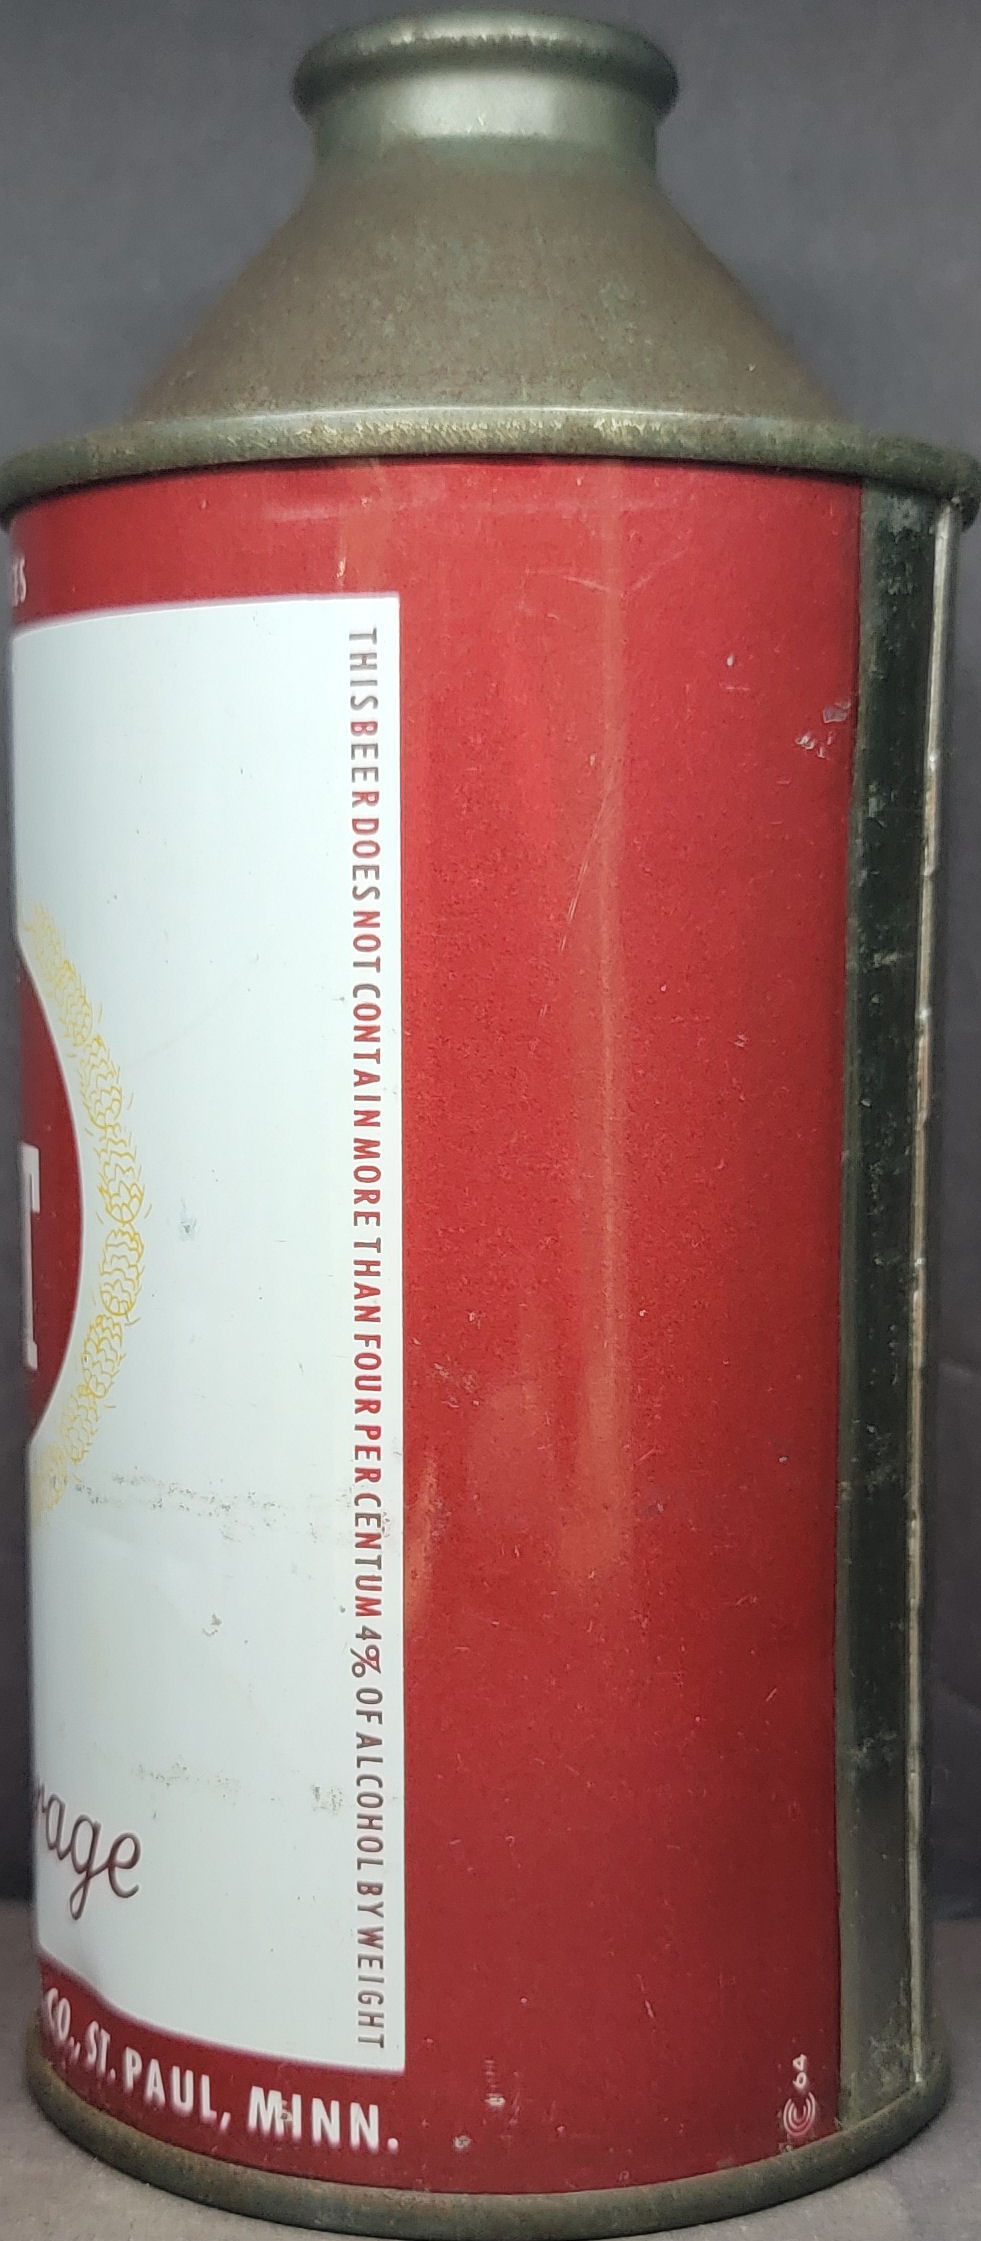 THIS BEER DOES NOT CONTAIN MORE THAN FOUR PER CENTUM 4% OF ALCOHOL BY WEIGHT
CO., ST. PAUL, MINN.
C 64